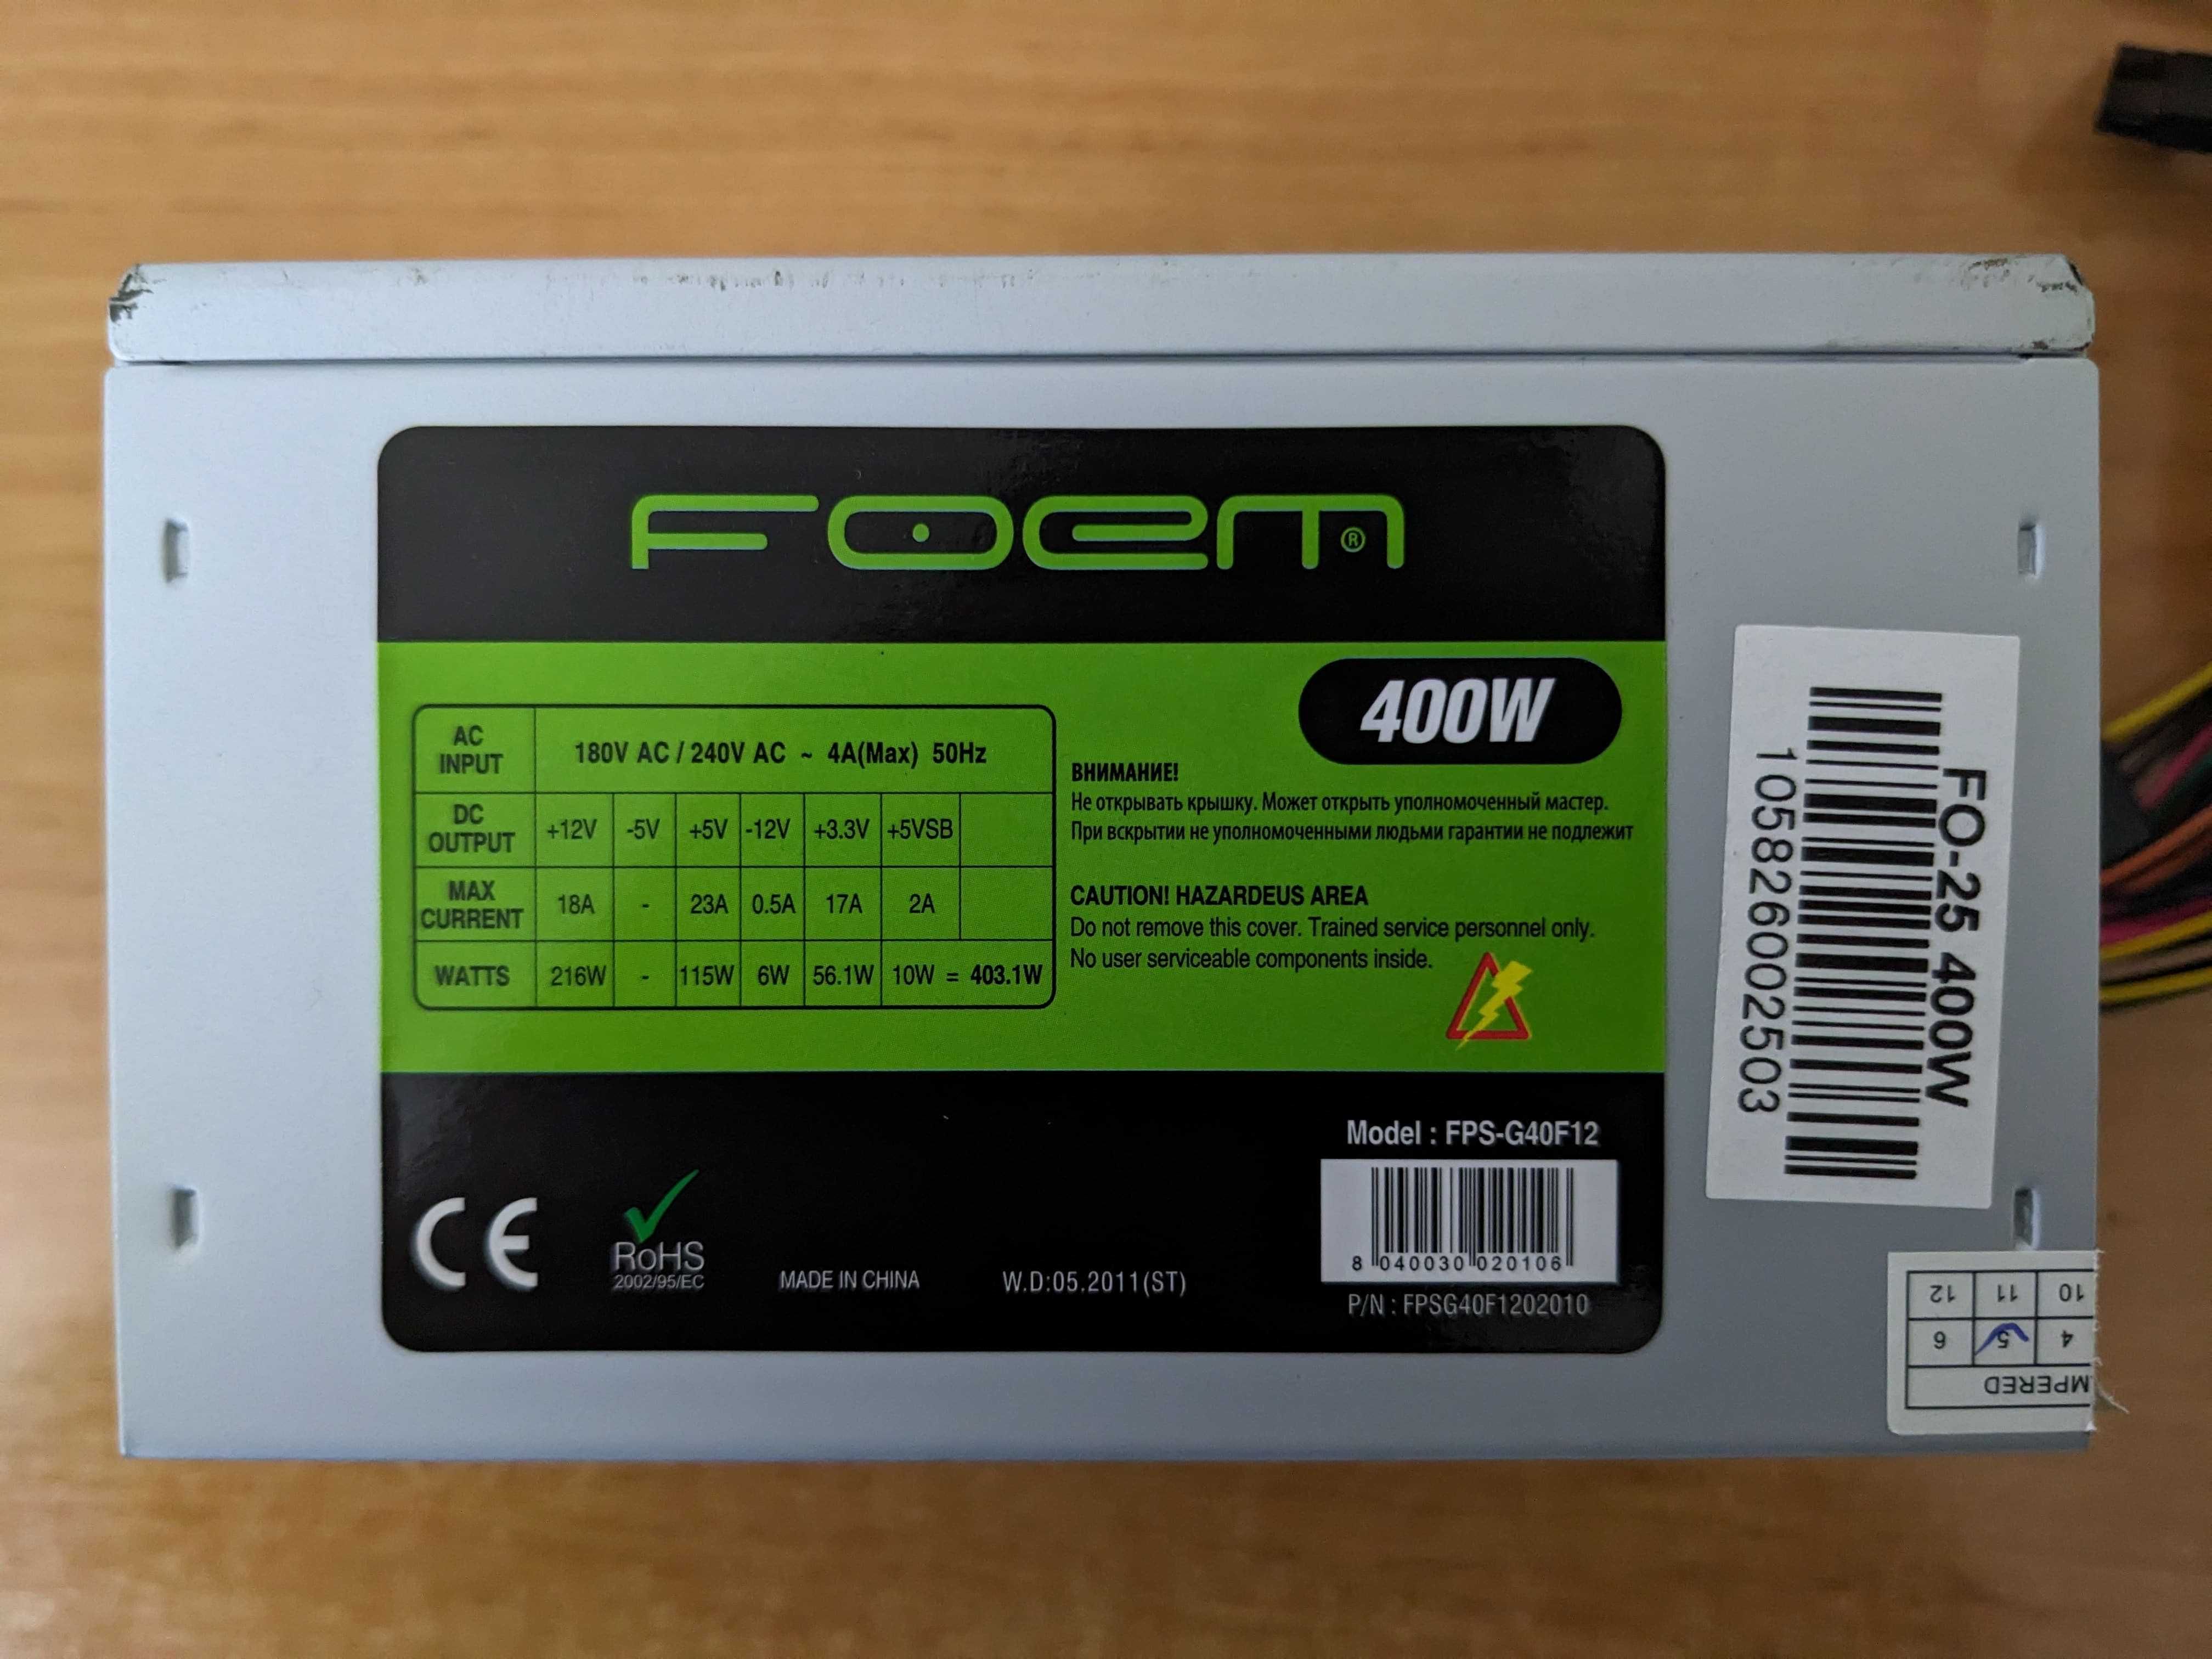 FOEM®
400W
AC INPUT 180V AC / 240V AC ~ 4A(Max) 50Hz
DC OUTPUT +12V -5V +5V -12V +3.3V +5VSB
MAX CURRENT 18A - 23A 0.5A 17A 2A
WATTS 216W - 115W 6W 56.1W 10W = 403.1W
ВНИМАНИЕ!
Не открывать крышку. Может открыть уполномоченный мастер.
При вскрытии не уполномоченными людьми гарантии не подлежит
CAUTION! HAZARDEUS AREA
Do not remove this cover. Trained service personnel only.
No user serviceable components inside.
CE
RoHS
2002/95/EC
MADE IN CHINA
W.D:05.2011(ST)
Model : FPS-G40F12
8 040030 020106
P/N : FPSG40F1202010
FO-25 400W
105826002503
MPERED
4 5 6
10 11 12